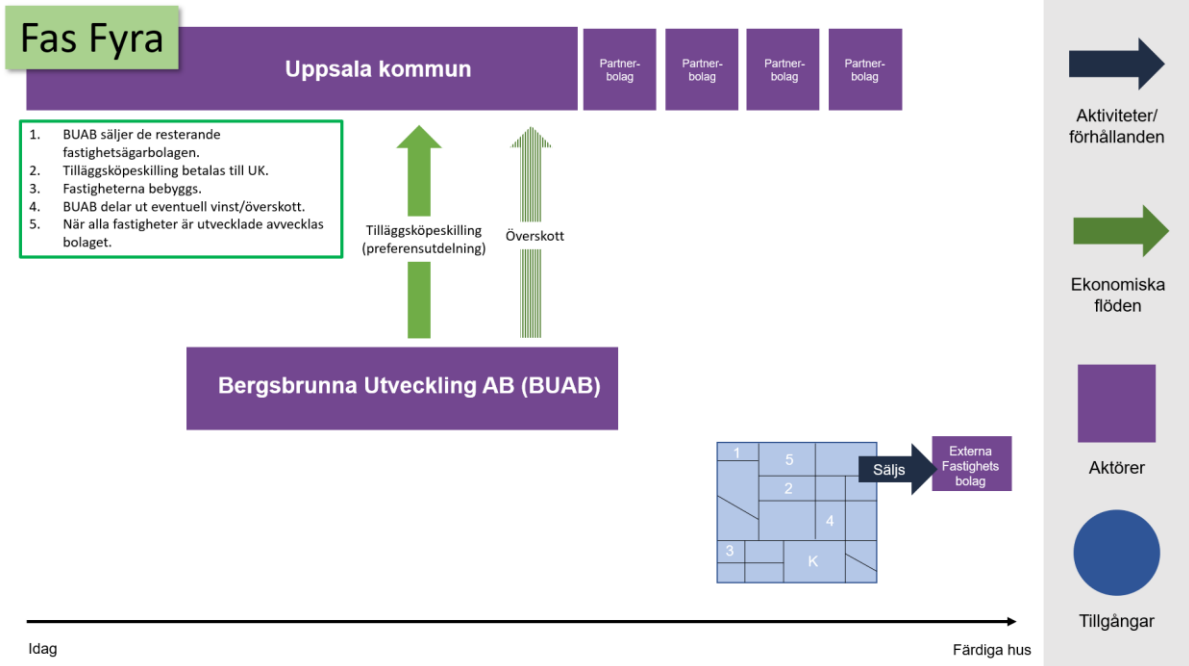 Fas Fyra
Uppsala kommun
Partner-
bolag
Partner-
bolag
Partner-
bolag
Partner-
bolag
1. BUAB säljer de resterande
fastighetsägarbolagen.
2. Tilläggsköpeskilling betalas till UK.
3. Fastigheterna bebyggs.
4. BUAB delar ut eventuell vinst/överskott.
5. När alla fastigheter är utvecklade avvecklas
bolaget.
Tilläggsköpeskilling
(preferensutdelning)
Överskott
Bergsbrunna Utveckling AB (BUAB)
1
5
2
4
3
K
Säljs
Externa
Fastighets
bolag
Idag
Färdiga hus
Aktiviteter/
förhållanden
Ekonomiska
flöden
Aktörer
Tillgångar